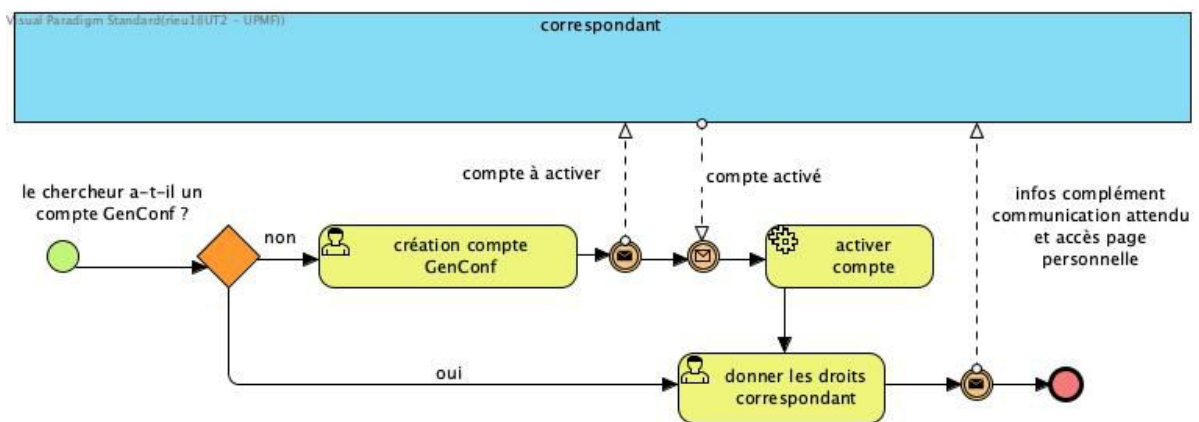 Visual Paradigm Standard(rieu1(IUT2 - UPMF))
correspondant
compte à activer
compte activé
le chercheur a-t-il un
compte GenConf ?
infos complément
communication attendu
et accès page
personnelle
non
création compte
GenConf
activer
compte
oui
donner les droits
correspondant